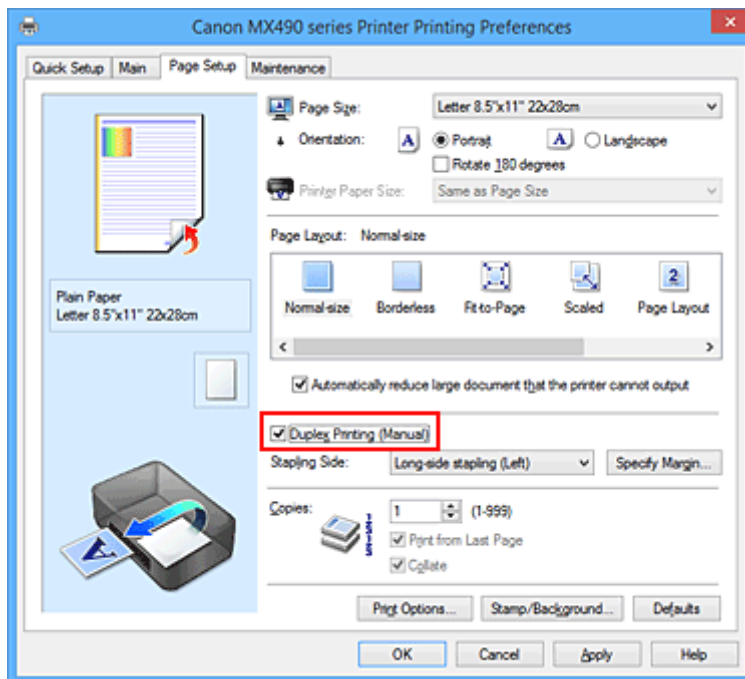 Canon MX490 series Printer Printing Preferences
Quick Setup Main Page Setup Maintenance
Page Size: Letter 8.5"x11" 22x28cm
Orientation: A Portrait A Landscape
Rotate 180 degrees
Printer Paper Size: Same as Page Size
Page Layout: Normal-size
Normal-size Borderless Fit-to-Page Scaled 2 Page Layout
Plain Paper
Letter 8.5"x11" 22x28cm
Automatically reduce large document that the printer cannot output
Duplex Printing (Manual)
Stapling Side: Long-side stapling (Left) Specify Margin...
Copies: 1 (1-999)
Print from Last Page
Collate
A
Print Options... Stamp/Background... Defaults
OK Cancel Apply Help